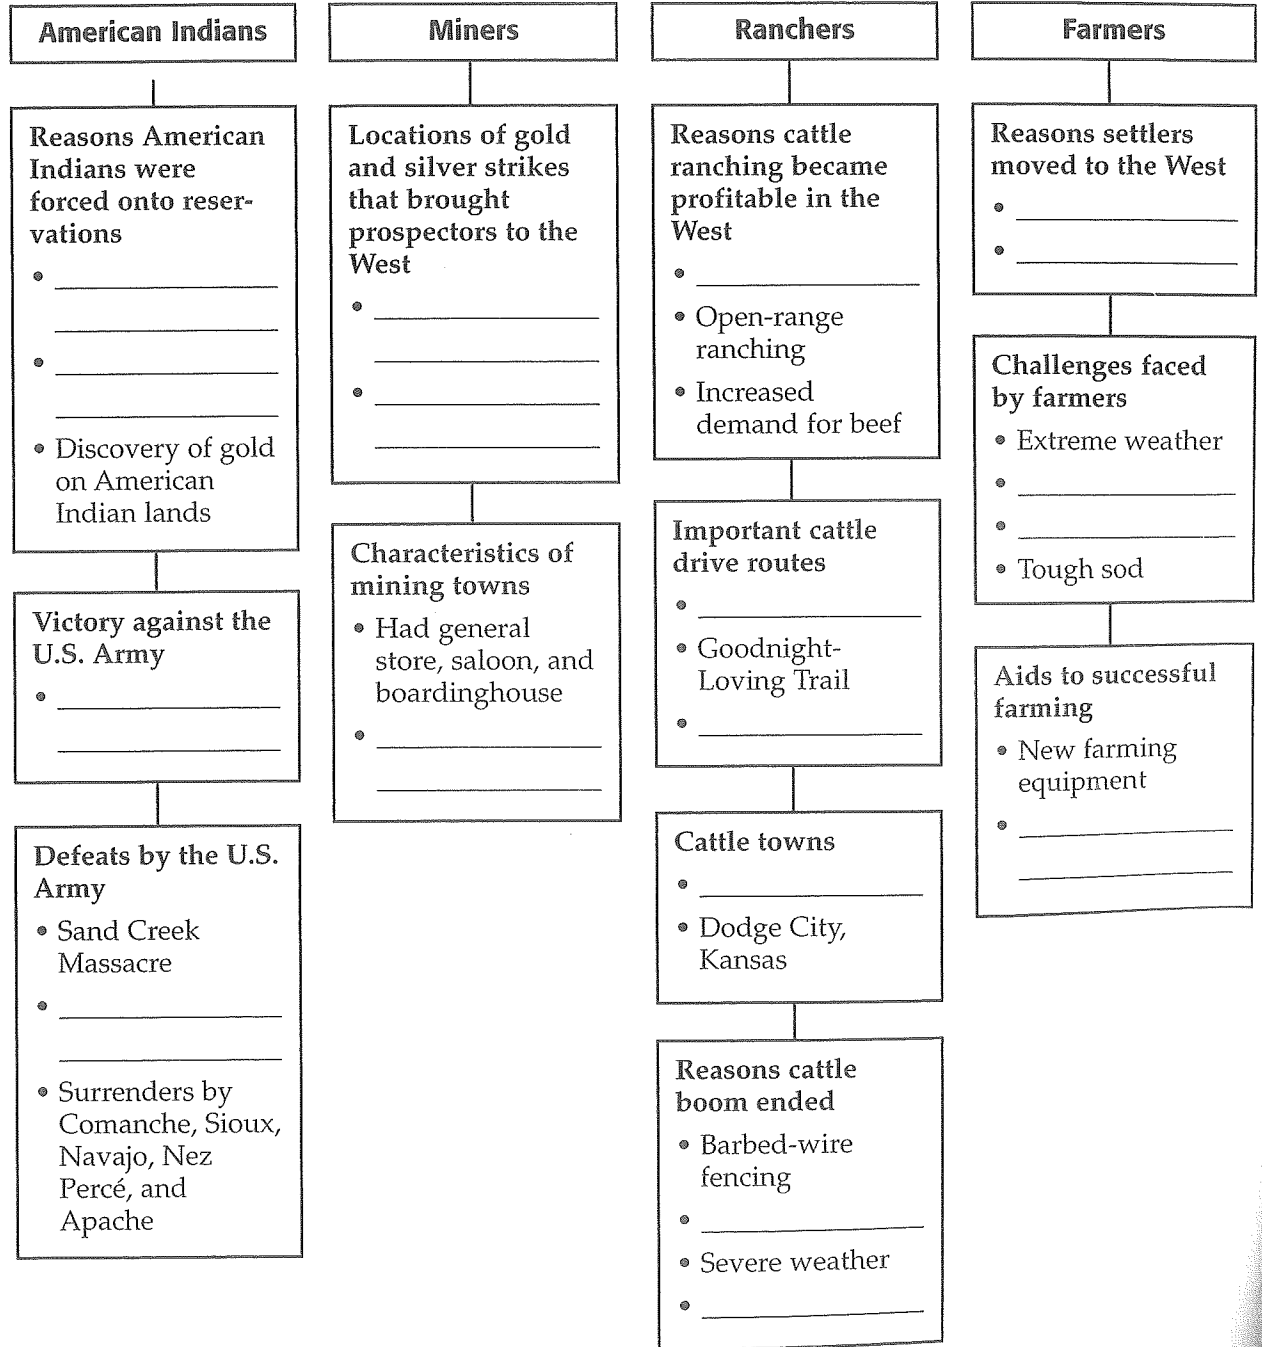 American Indians
Reasons American
Indians were
forced onto reser-
vations
•
•
• Discovery of gold
on American
Indian lands
Victory against the
U.S. Army
•
Defeats by the U.S.
Army
• Sand Creek
Massacre
•
• Surrenders by
Comanche, Sioux,
Navajo, Nez
Percé, and
Apache
Miners
Locations of gold
and silver strikes
that brought
prospectors to the
West
•
•
Characteristics of
mining towns
• Had general
store, saloon, and
boardinghouse
•
Ranchers
Reasons cattle
ranching became
profitable in the
West
•
• Open-range
ranching
• Increased
demand for beef
Important cattle
drive routes
•
• Goodnight-
Loving Trail
•
Cattle towns
•
• Dodge City,
Kansas
Reasons cattle
boom ended
• Barbed-wire
fencing
•
• Severe weather
•
Farmers
Reasons settlers
moved to the West
•
•
Challenges faced
by farmers
• Extreme weather
•
•
• Tough sod
Aids to successful
farming
• New farming
equipment
•